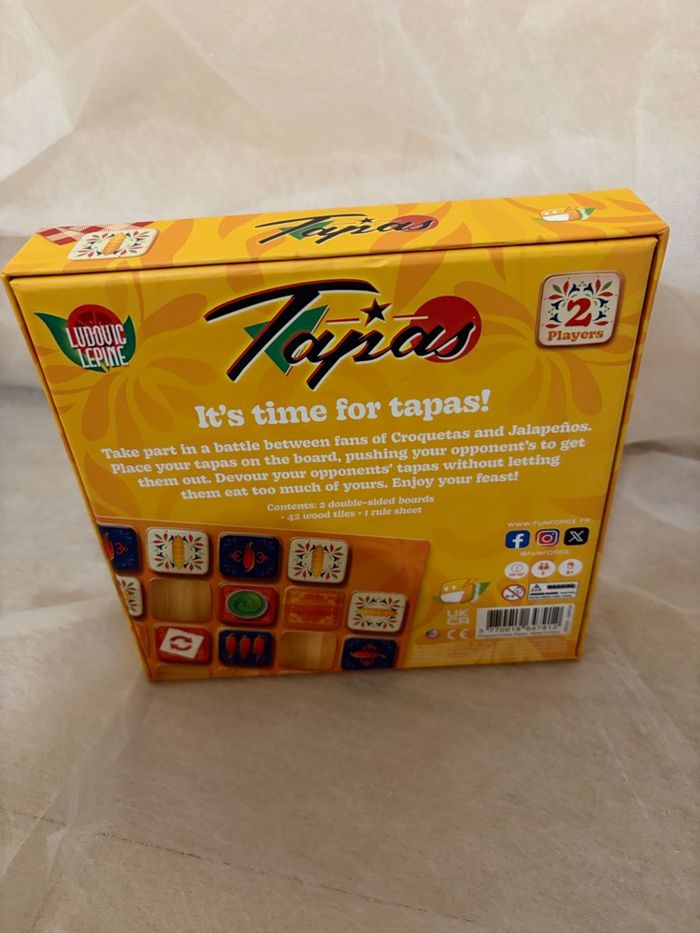 Tapas
LUDOVIC
LEPINE
Tapas
2
Players
It's time for tapas!
Take part in a battle between fans of Croquetas and Jalapeños.
Place your tapas on the board, pushing your opponent's to get
them out. Devour your opponents' tapas without letting
them eat too much of yours. Enjoy your feast!
Contents: 2 double-sided boards
• 42 wood tiles • 1 rule sheet
WWW.FUNFORGE.FR
@FUNFORGE
2
8+
WARNING
UK
CA
CE